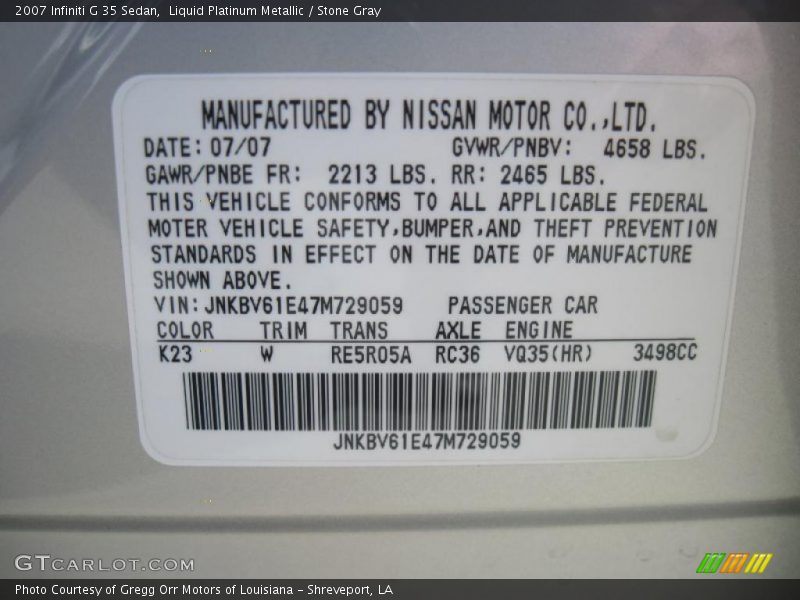 2007 Infiniti G 35 Sedan,  Liquid Platinum Metallic / Stone Gray
MANUFACTURED BY NISSAN MOTOR CO.,LTD.
DATE: 07/07 GVWR/PNBV: 4658 LBS.
GAWR/PNBE FR: 2213 LBS. RR: 2465 LBS.
THIS VEHICLE CONFORMS TO ALL APPLICABLE FEDERAL
MOTER VEHICLE SAFETY,BUMPER,AND THEFT PREVENTION
STANDARDS IN EFFECT ON THE DATE OF MANUFACTURE
SHOWN ABOVE.
VIN: JNKBV61E47M729059 PASSENGER CAR
COLOR TRIM TRANS AXLE ENGINE
K23 W RE5R05A RC36 VQ35(HR) 3498CC
JNKBV61E47M729059
GTCARLOT.COM
Photo Courtesy of Gregg Orr Motors of Louisiana – Shreveport, LA